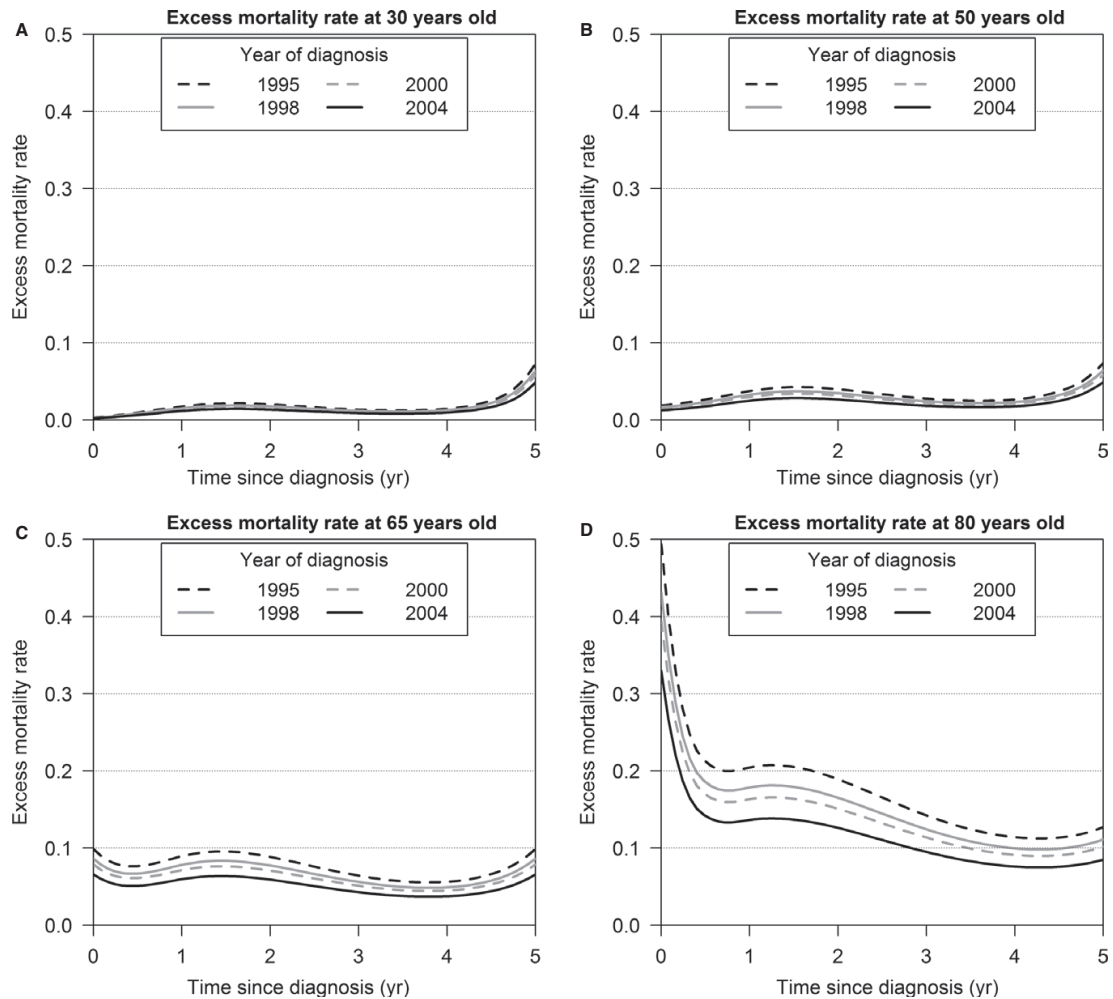 A
Excess mortality rate at 30 years old
Year of diagnosis
1995 2000
1998 2004
0.5
0.4
0.3
0.2
0.1
0.0
Excess mortality rate
0 1 2 3 4 5
Time since diagnosis (yr)
B
Excess mortality rate at 50 years old
Year of diagnosis
1995 2000
1998 2004
0.5
0.4
0.3
0.2
0.1
0.0
Excess mortality rate
0 1 2 3 4 5
Time since diagnosis (yr)
C
Excess mortality rate at 65 years old
Year of diagnosis
1995 2000
1998 2004
0.5
0.4
0.3
0.2
0.1
0.0
Excess mortality rate
0 1 2 3 4 5
Time since diagnosis (yr)
D
Excess mortality rate at 80 years old
Year of diagnosis
1995 2000
1998 2004
0.5
0.4
0.3
0.2
0.1
0.0
Excess mortality rate
0 1 2 3 4 5
Time since diagnosis (yr)